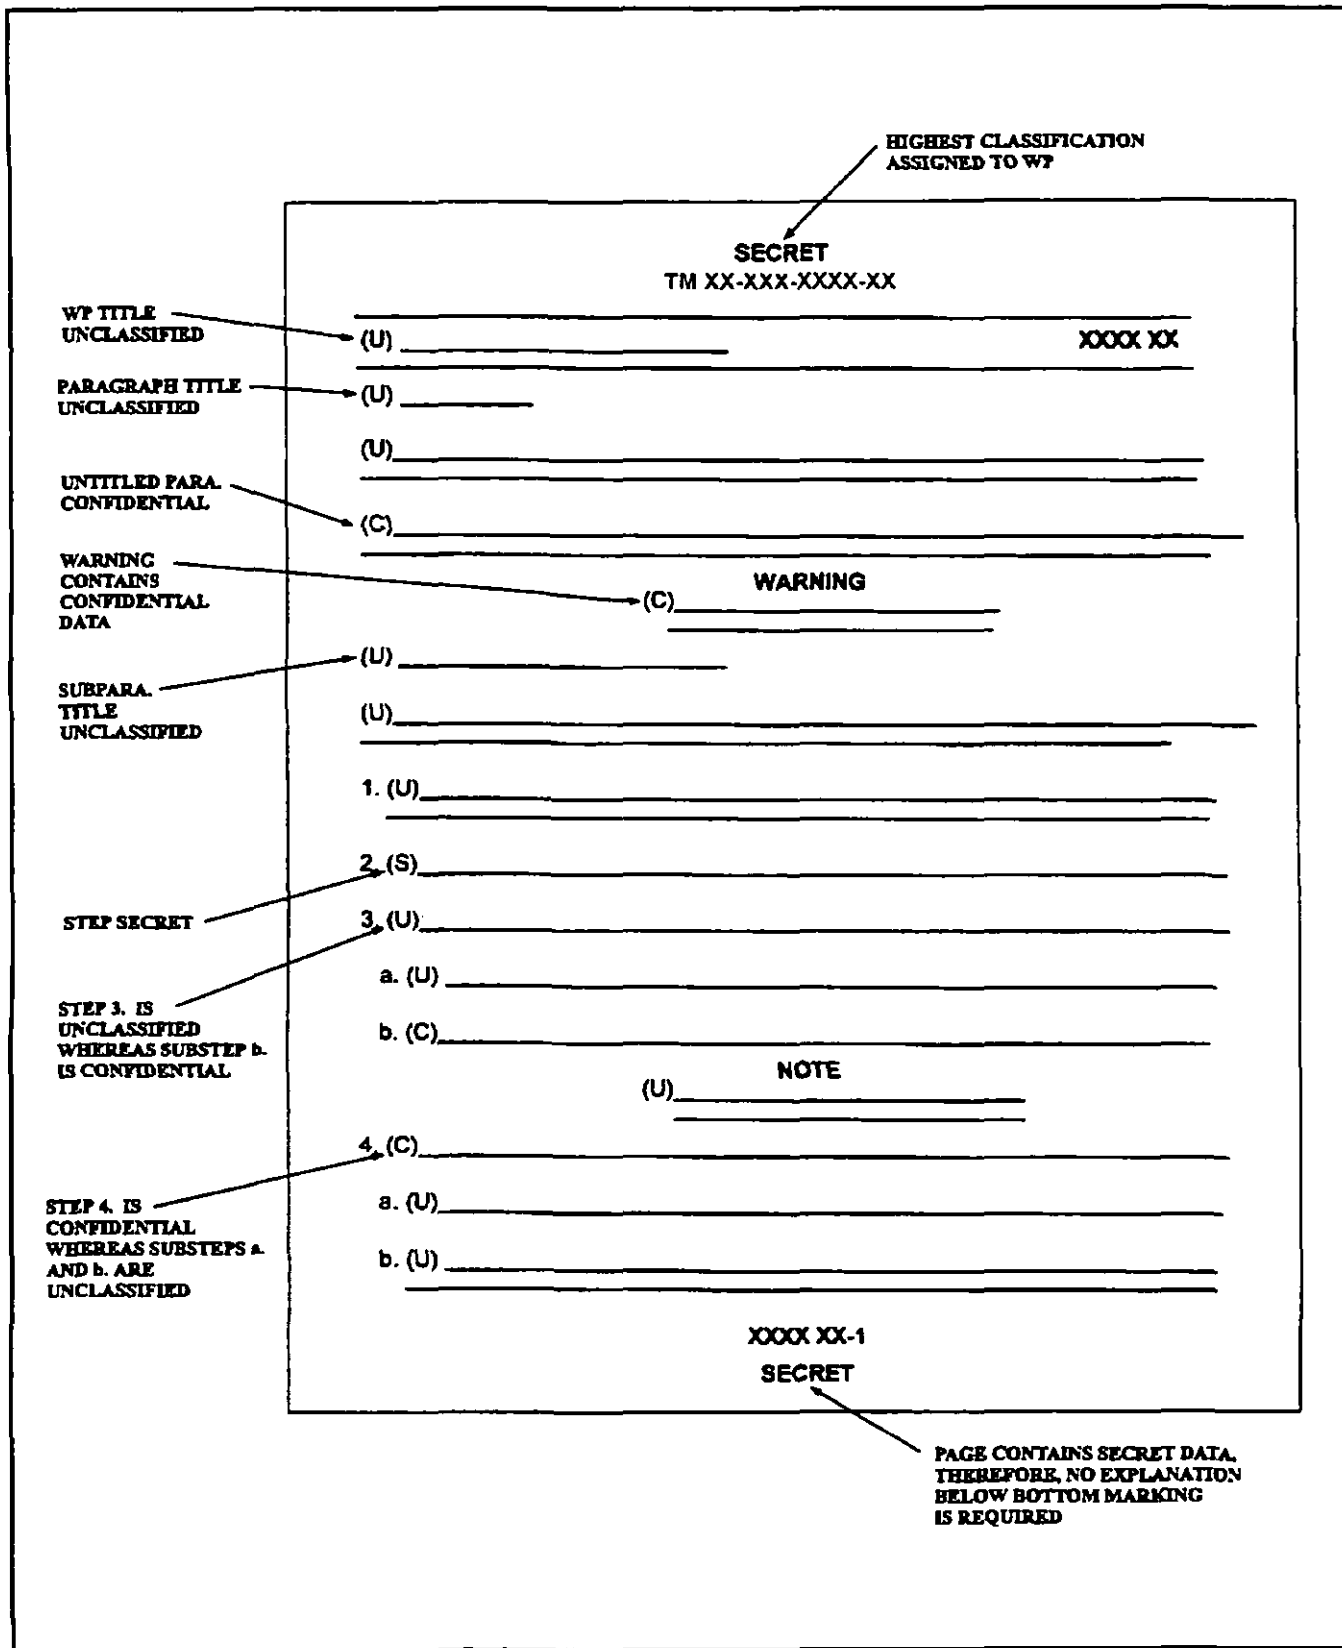 HIGHEST CLASSIFICATION
ASSIGNED TO WP
SECRET
TM XX-XXX-XXXX-XX
WP TITLE
UNCLASSIFIED
(U)
XXXX XX
PARAGRAPH TITLE
UNCLASSIFIED
(U)
(U)
UNTITLED PARA.
CONFIDENTIAL
(C)
WARNING
CONTAINS
CONFIDENTIAL
DATA
WARNING
(C)
(U)
SUBPARA.
TITLE
UNCLASSIFIED
(U)
1. (U)
2. (S)
STEP SECRET
3. (U)
a. (U)
STEP 3. IS
UNCLASSIFIED
WHEREAS SUBSTEP b.
IS CONFIDENTIAL
b. (C)
NOTE
(U)
4. (C)
STEP 4. IS
CONFIDENTIAL
WHEREAS SUBSTEPS a.
AND b. ARE
UNCLASSIFIED
a. (U)
b. (U)
XXXX XX-1
SECRET
PAGE CONTAINS SECRET DATA,
THEREFORE, NO EXPLANATION
BELOW BOTTOM MARKING
IS REQUIRED